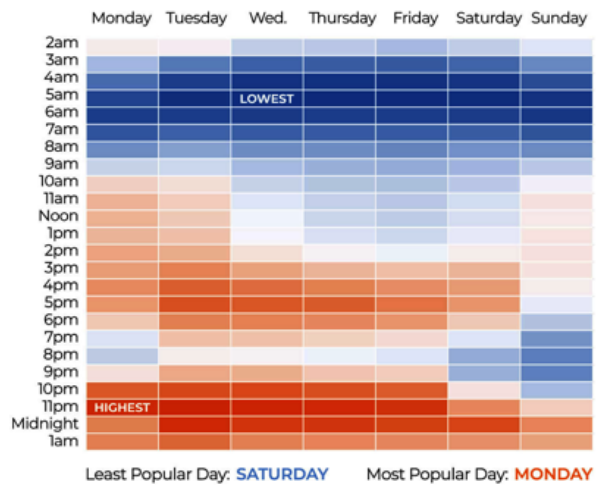 Monday Tuesday Wed. Thursday Friday Saturday Sunday
2am
3am
4am
5am LOWEST
6am
7am
8am
9am
10am
11am
Noon
1pm
2pm
3pm
4pm
5pm
6pm
7pm
8pm
9pm
10pm
11pm HIGHEST
Midnight
1am
Least Popular Day: SATURDAY Most Popular Day: MONDAY